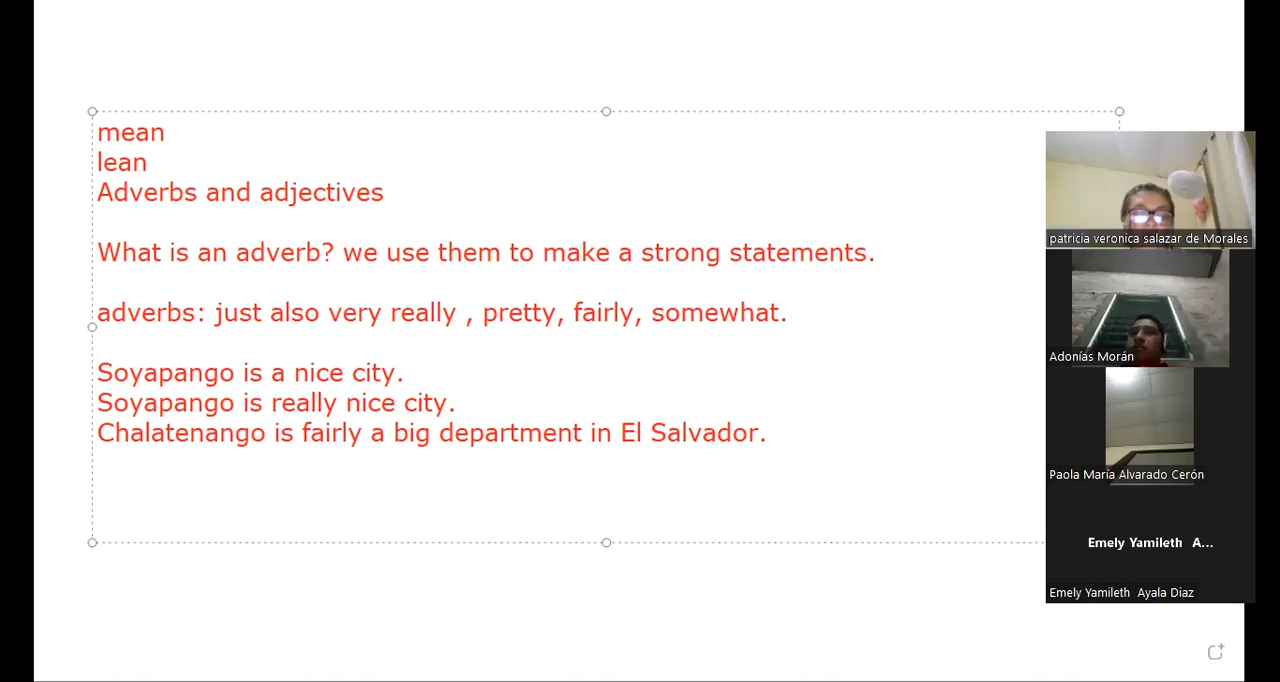 mean
lean
Adverbs and adjectives
What is an adverb? we use them to make a strong statements.
adverbs: just also very really , pretty, fairly, somewhat.
Soyapango is a nice city.
Soyapango is really nice city.
Chalatenango is fairly a big department in El Salvador.
patricia veronica salazar de Morales
Adonías Morán
Paola María Alvarado Cerón
Emely Yamileth A...
Emely Yamileth Ayala Diaz